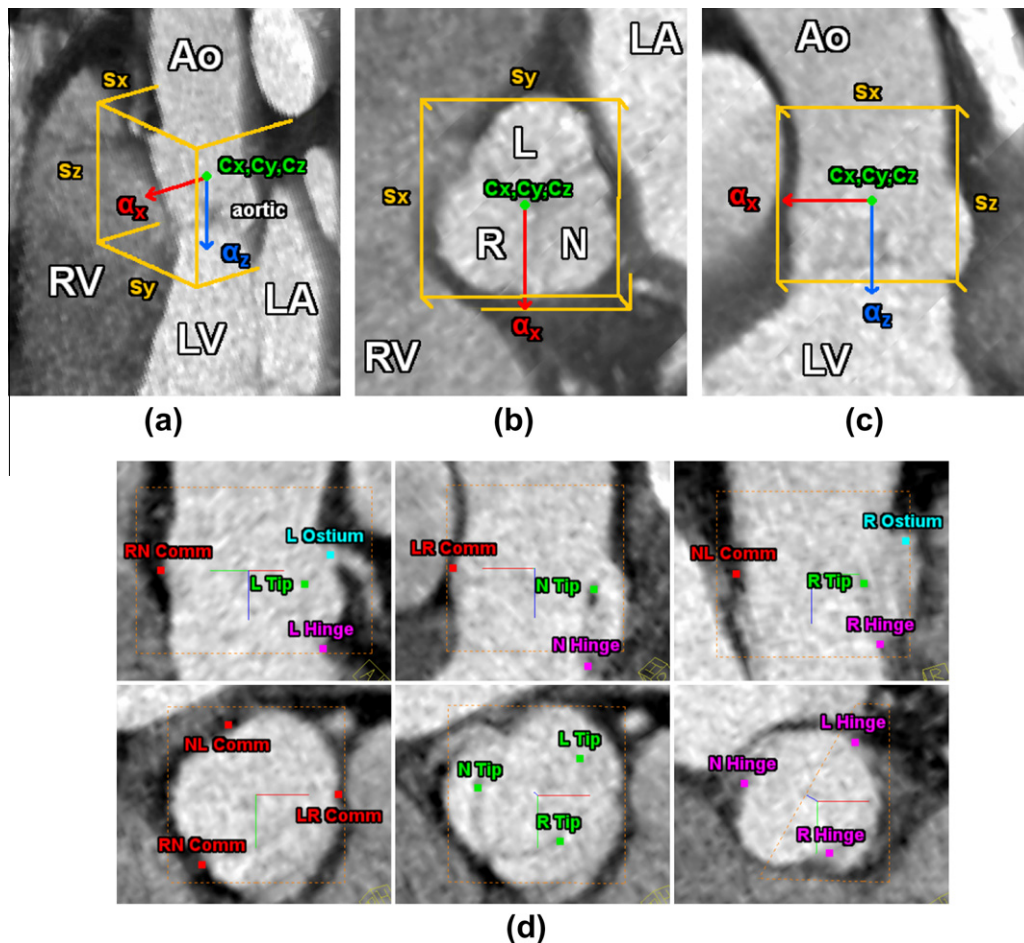 Ao
Sx
Sz
Cx,Cy,Cz
αx
aortic
αz
RV
Sy
LA
LV
(a)
LA
Sy
L
Sx
Cx,Cy,Cz
R
N
αx
RV
(b)
Ao
Sx
Cx,Cy,Cz
αx
Sz
αz
LV
(c)
RN Comm
L Ostium
L Tip
L Hinge
LR Comm
N Tip
N Hinge
R Ostium
NL Comm
R Tip
R Hinge
NL Comm
LR Comm
RN Comm
L Tip
N Tip
R Tip
L Hinge
N Hinge
R Hinge
(d)